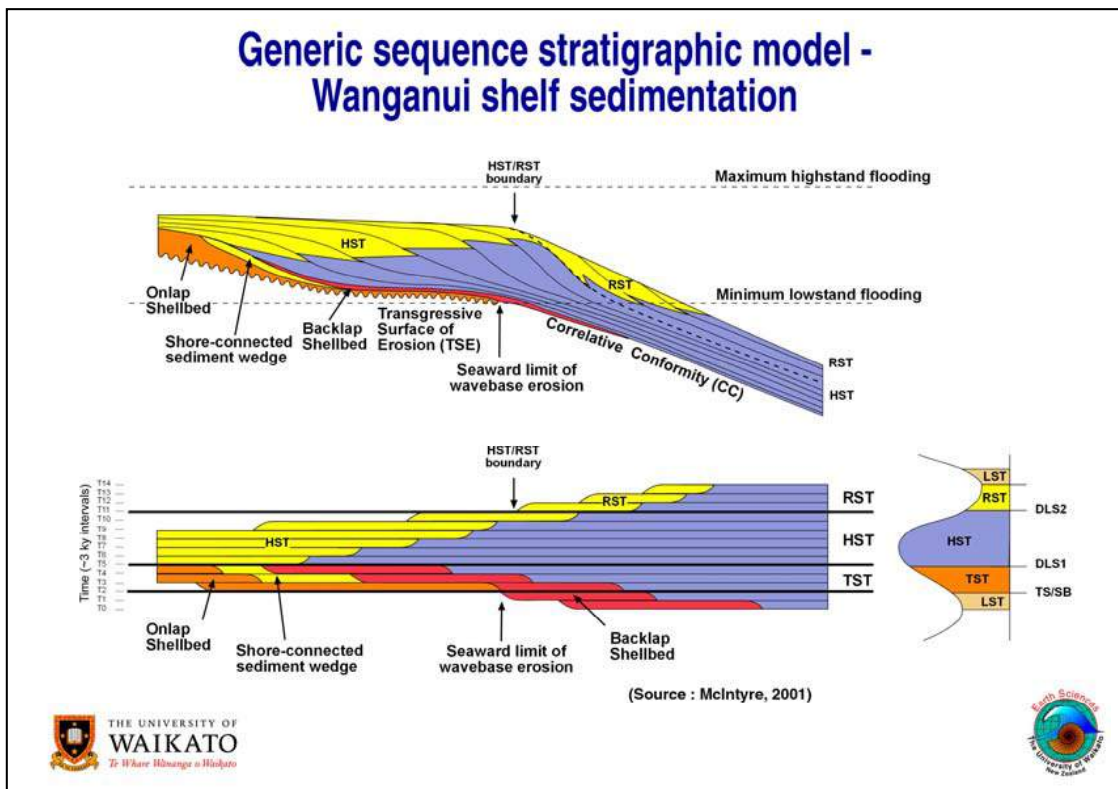 Generic sequence stratigraphic model -
Wanganui shelf sedimentation
HST/RST
boundary
Maximum highstand flooding
HST
RST
Onlap
Shellbed
Shore-connected
sediment wedge
Backlap
Shellbed
Transgressive
Surface of
Erosion (TSE)
Seaward limit of
wavebase erosion
Correlative Conformity (CC)
Minimum lowstand flooding
RST
HST
HST/RST
boundary
Time (~3 ky intervals)
T14
T13
T12
T11
T10
T9
T8
T7
T6
T5
T4
T3
T2
T1
T0
HST
RST
RST
HST
TST
Onlap
Shellbed
Shore-connected
sediment wedge
Seaward limit of
wavebase erosion
Backlap
Shellbed
LST
RST
DLS2
HST
DLS1
TST
TS/SB
LST
(Source : McIntyre, 2001)
THE UNIVERSITY OF
WAIKATO
Te Whare Wānanga o Waikato
Earth Sciences
The University of Waikato
New Zealand